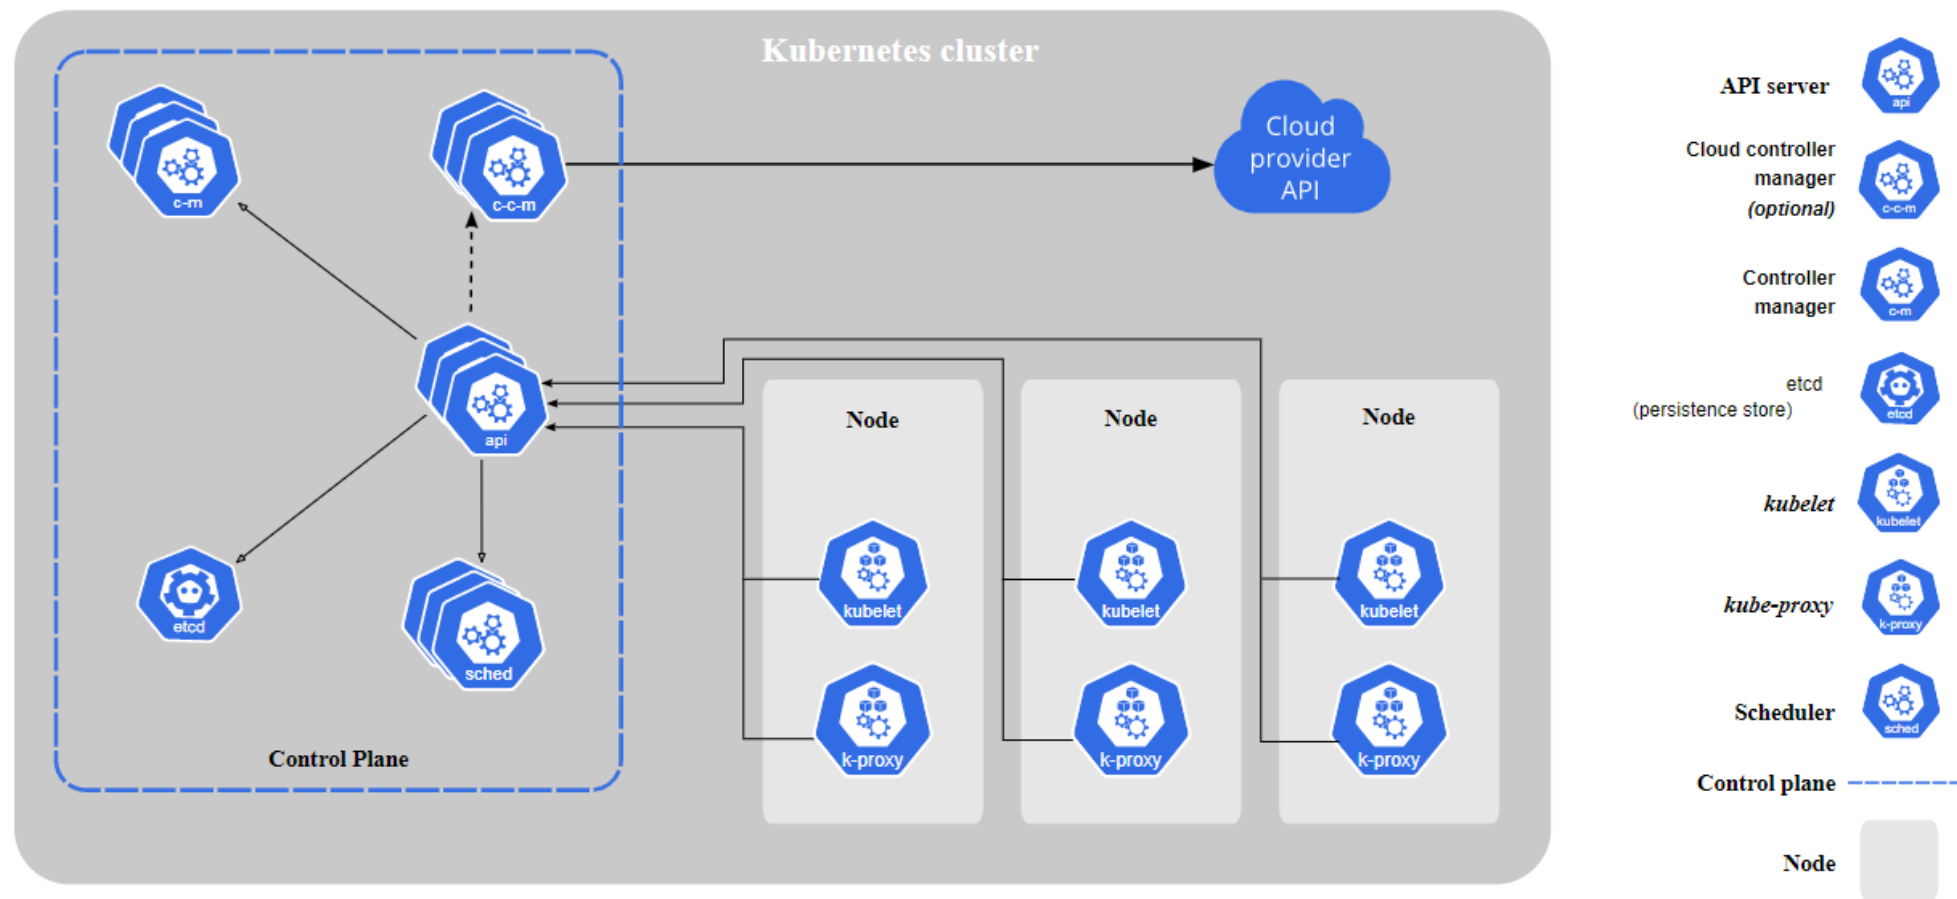 Kubernetes cluster
c-m
c-c-m
Cloud
provider
API
api
etcd
sched
Control Plane
Node
kubelet
k-proxy
Node
kubelet
k-proxy
Node
kubelet
k-proxy
API server
api
Cloud controller
manager
(optional)
c-c-m
Controller
manager
c-m
etcd
(persistence store)
etcd
kubelet
kubelet
kube-proxy
k-proxy
Scheduler
sched
Control plane
Node